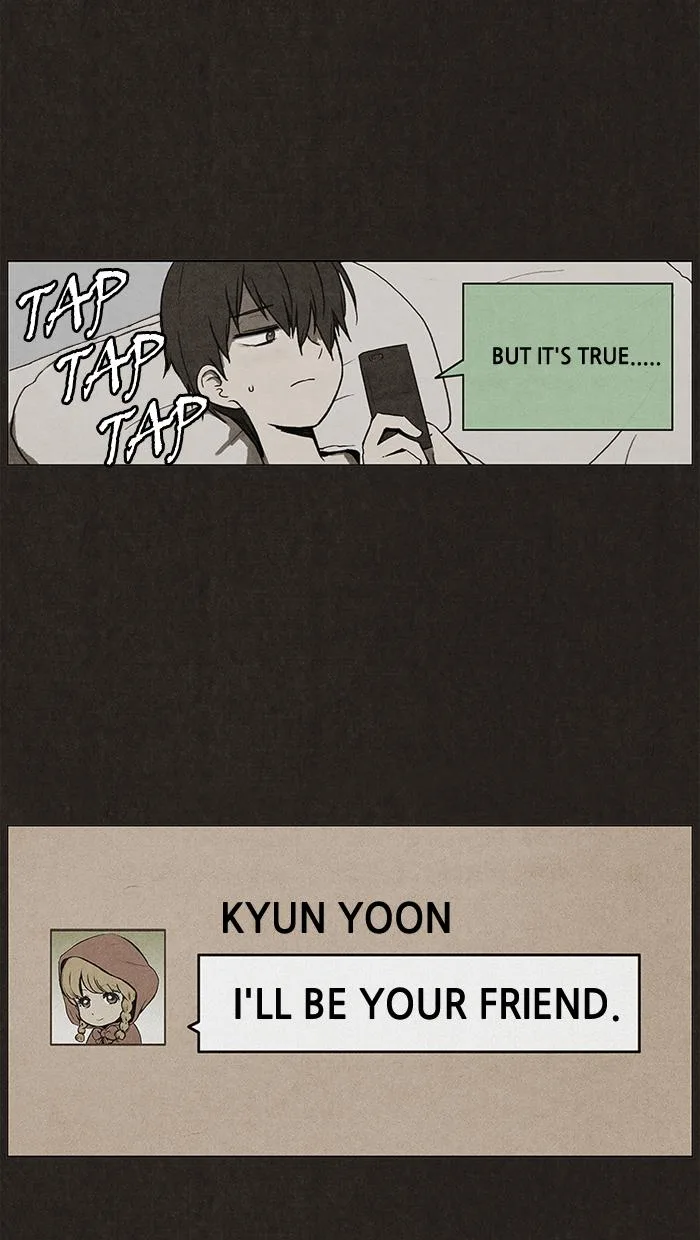 TAP
TAP
TAP
BUT IT'S TRUE.....
KYUN YOON
I'LL BE YOUR FRIEND.